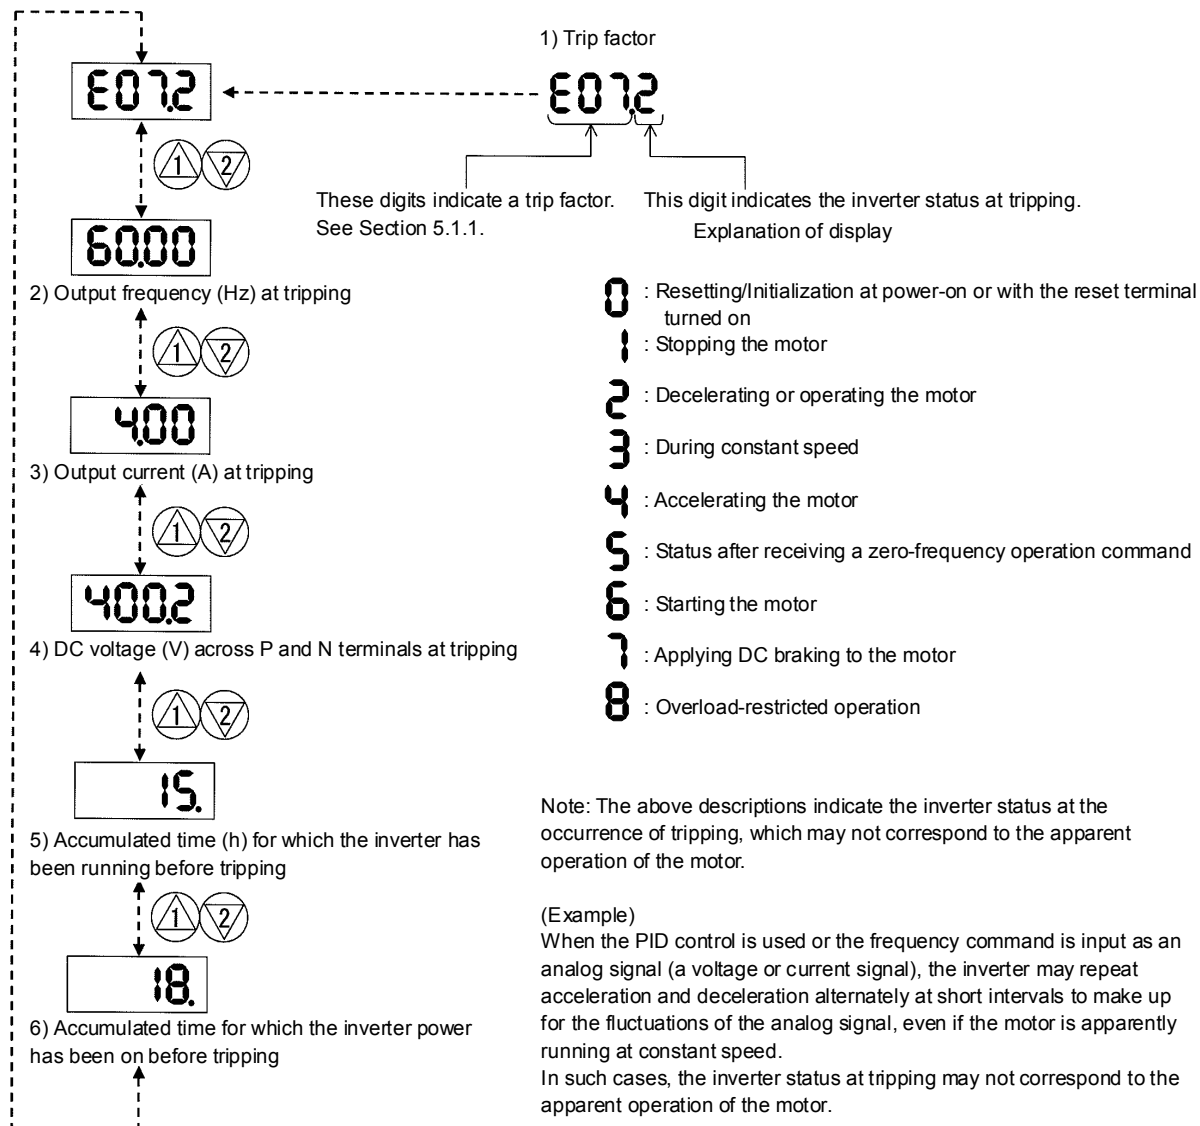 1) Trip factor
E07.2
E07.2
1 2
These digits indicate a trip factor.
See Section 5.1.1.
This digit indicates the inverter status at tripping.
Explanation of display
60.00
2) Output frequency (Hz) at tripping
1 2
4.00
3) Output current (A) at tripping
1 2
400.2
4) DC voltage (V) across P and N terminals at tripping
1 2
15.
5) Accumulated time (h) for which the inverter has
been running before tripping
1 2
18.
6) Accumulated time for which the inverter power
has been on before tripping
0 : Resetting/Initialization at power-on or with the reset terminal
turned on
1 : Stopping the motor
2 : Decelerating or operating the motor
3 : During constant speed
4 : Accelerating the motor
5 : Status after receiving a zero-frequency operation command
6 : Starting the motor
7 : Applying DC braking to the motor
8 : Overload-restricted operation
Note: The above descriptions indicate the inverter status at the
occurrence of tripping, which may not correspond to the apparent
operation of the motor.
(Example)
When the PID control is used or the frequency command is input as an
analog signal (a voltage or current signal), the inverter may repeat
acceleration and deceleration alternately at short intervals to make up
for the fluctuations of the analog signal, even if the motor is apparently
running at constant speed.
In such cases, the inverter status at tripping may not correspond to the
apparent operation of the motor.